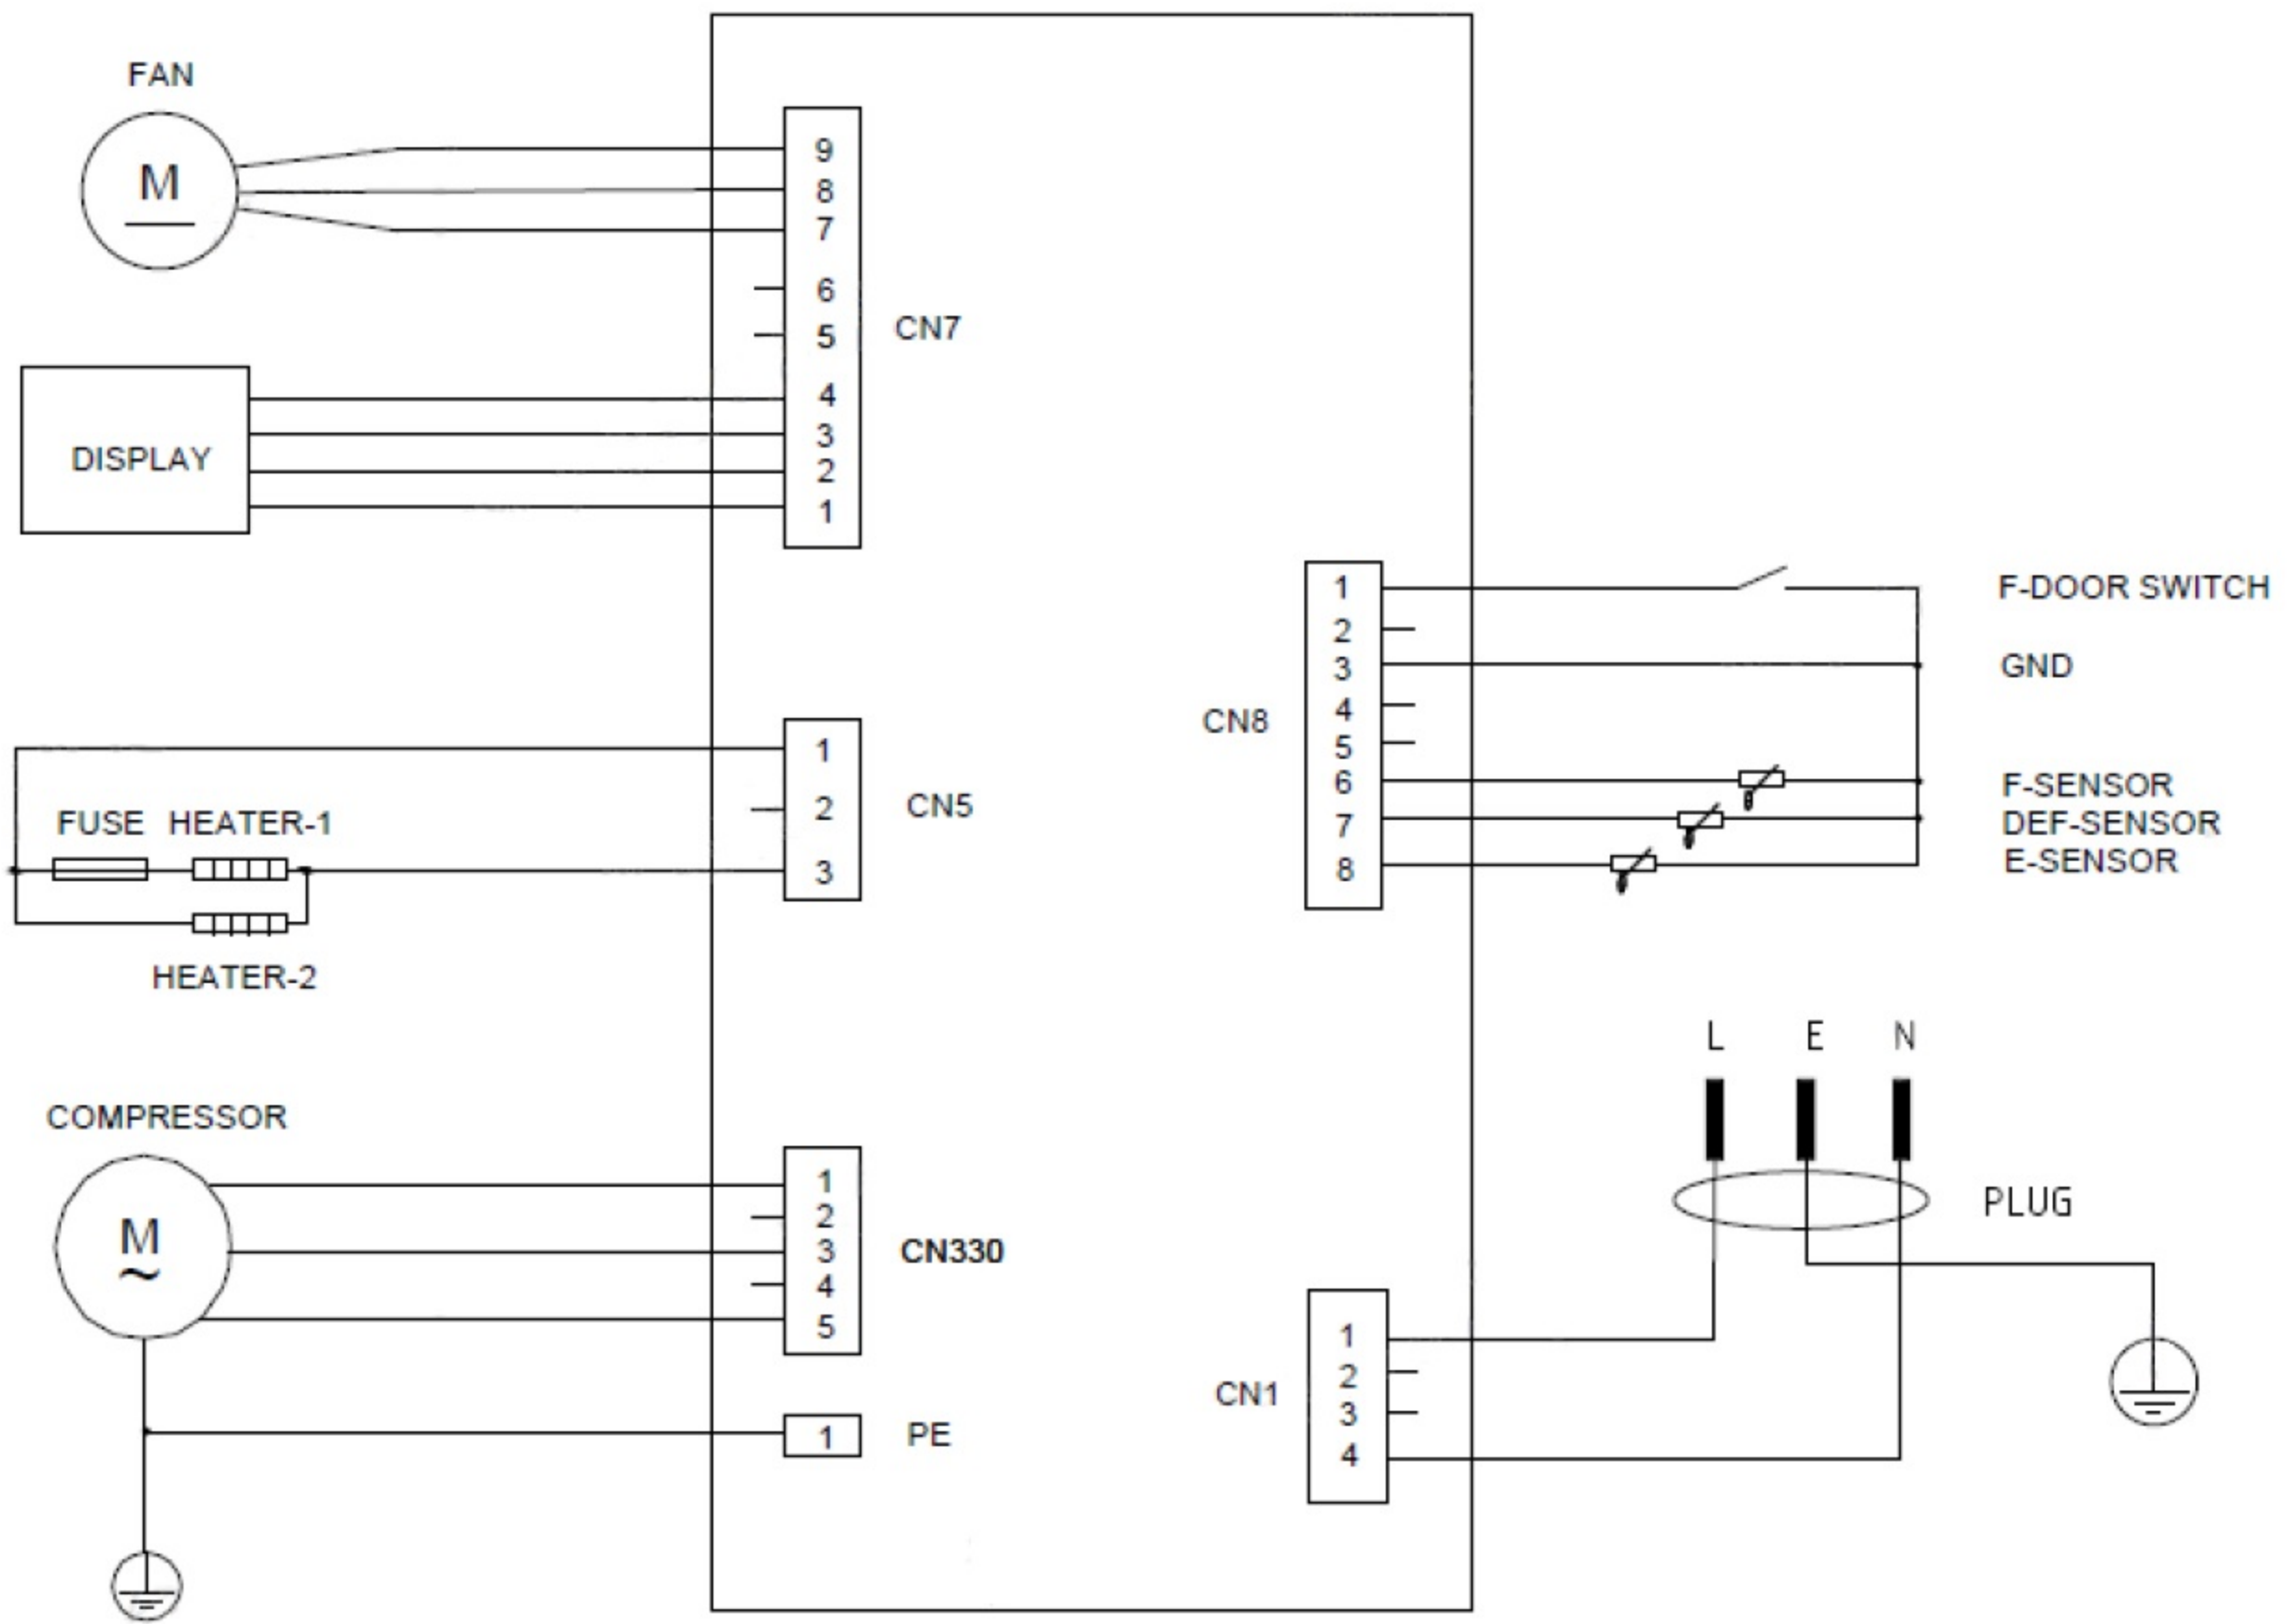 FAN
M
9
8
7
6
5
4
3
2
1
CN7
DISPLAY
1
2
3
CN5
FUSE HEATER-1
HEATER-2
COMPRESSOR
M
~
1
2
3
4
5
CN330
1
PE
1
2
3
4
5
6
7
8
CN8
F-DOOR SWITCH
GND
F-SENSOR
DEF-SENSOR
E-SENSOR
L E N
PLUG
1
2
3
4
CN1